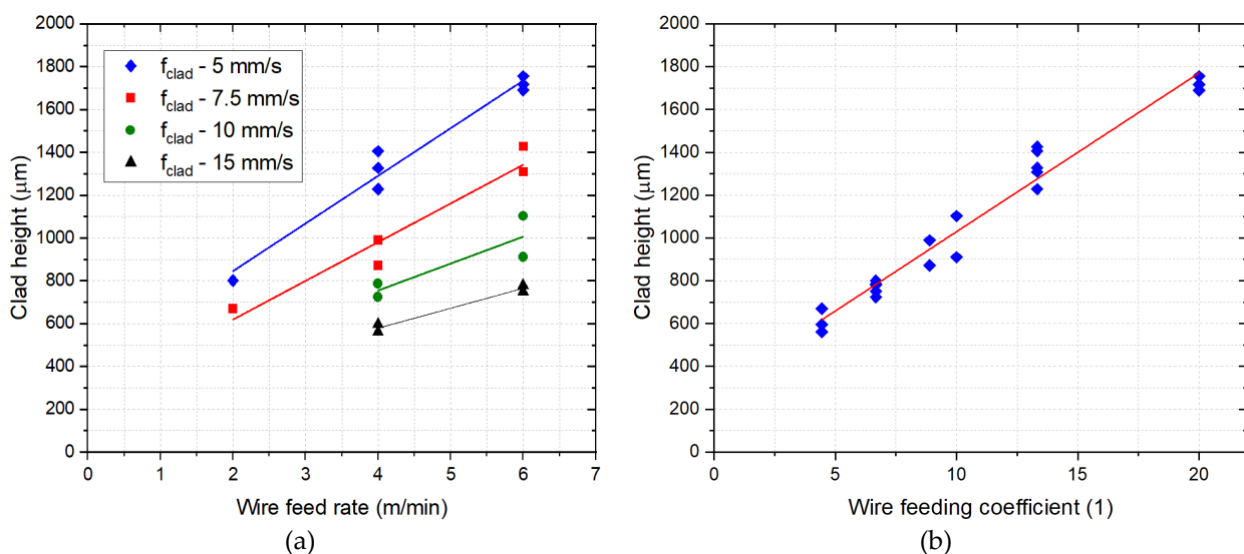 2000
1800
1600
1400
1200
1000
800
600
400
200
0
Clad height (μm)
f_clad - 5 mm/s
f_clad - 7.5 mm/s
f_clad - 10 mm/s
f_clad - 15 mm/s
0 1 2 3 4 5 6 7
Wire feed rate (m/min)
(a)
2000
1800
1600
1400
1200
1000
800
600
400
200
0
Clad height (μm)
0 5 10 15 20
Wire feeding coefficient (1)
(b)